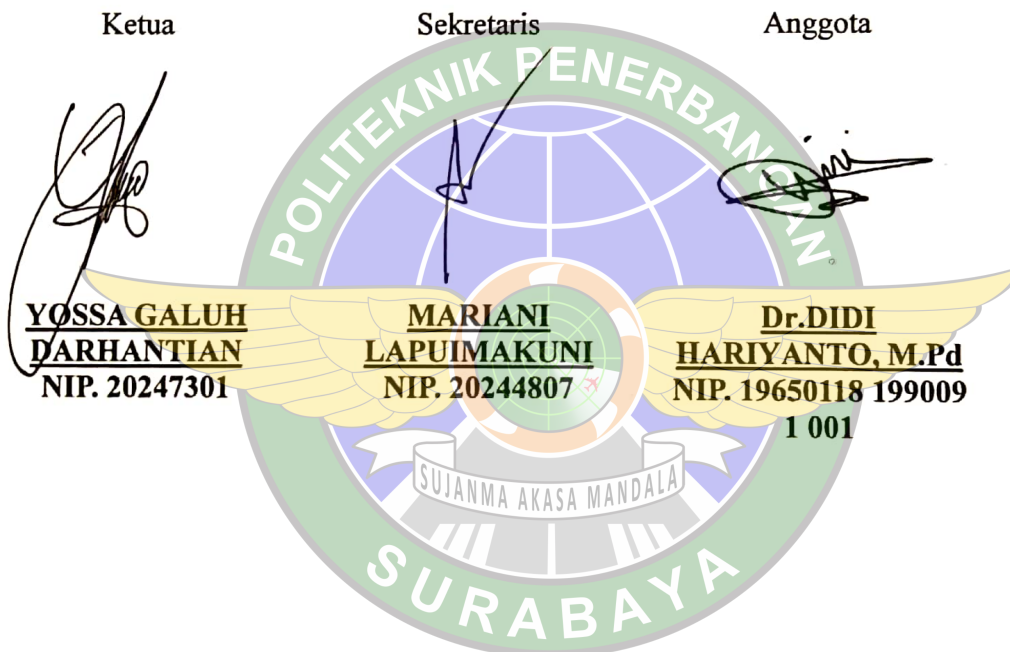 Ketua
Sekretaris
Anggota
POLITEKNIK PENERBANGAN
YOSSA GALUH
DARHANTIAN
NIP. 20247301
MARIANI
LAPUIMAKUNI
NIP. 20244807
Dr.DIDI
HARIYANTO, M.Pd
NIP. 19650118 199009
1 001
SUJANMA AKASA MANDALA
SURABAYA